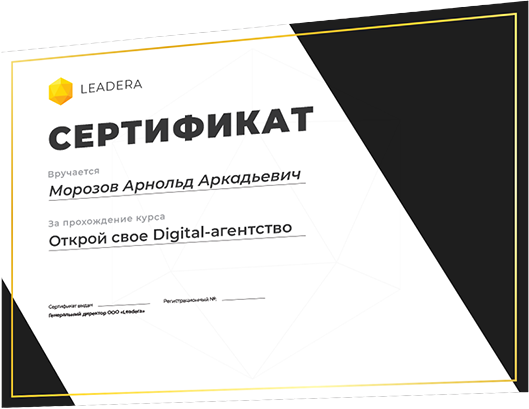 LEADERA
СЕРТИФИКАТ
Вручается
Морозов Арнольд Аркадьевич
За прохождение курса
Открой свое Digital-агентство
Сертификат выдал Регистрационный №:
Генеральный директор ООО «Leadera»